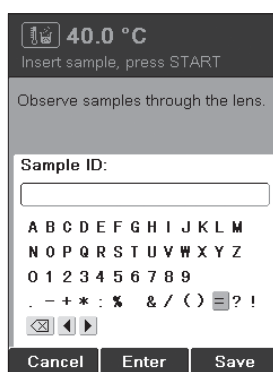 40.0 °C
Insert sample, press START
Observe samples through the lens.
Sample ID:
A B C D E F G H I J K L M
N O P Q R S T U V W X Y Z
0 1 2 3 4 5 6 7 8 9
. - + * : % & / ( ) = ? !
Cancel Enter Save